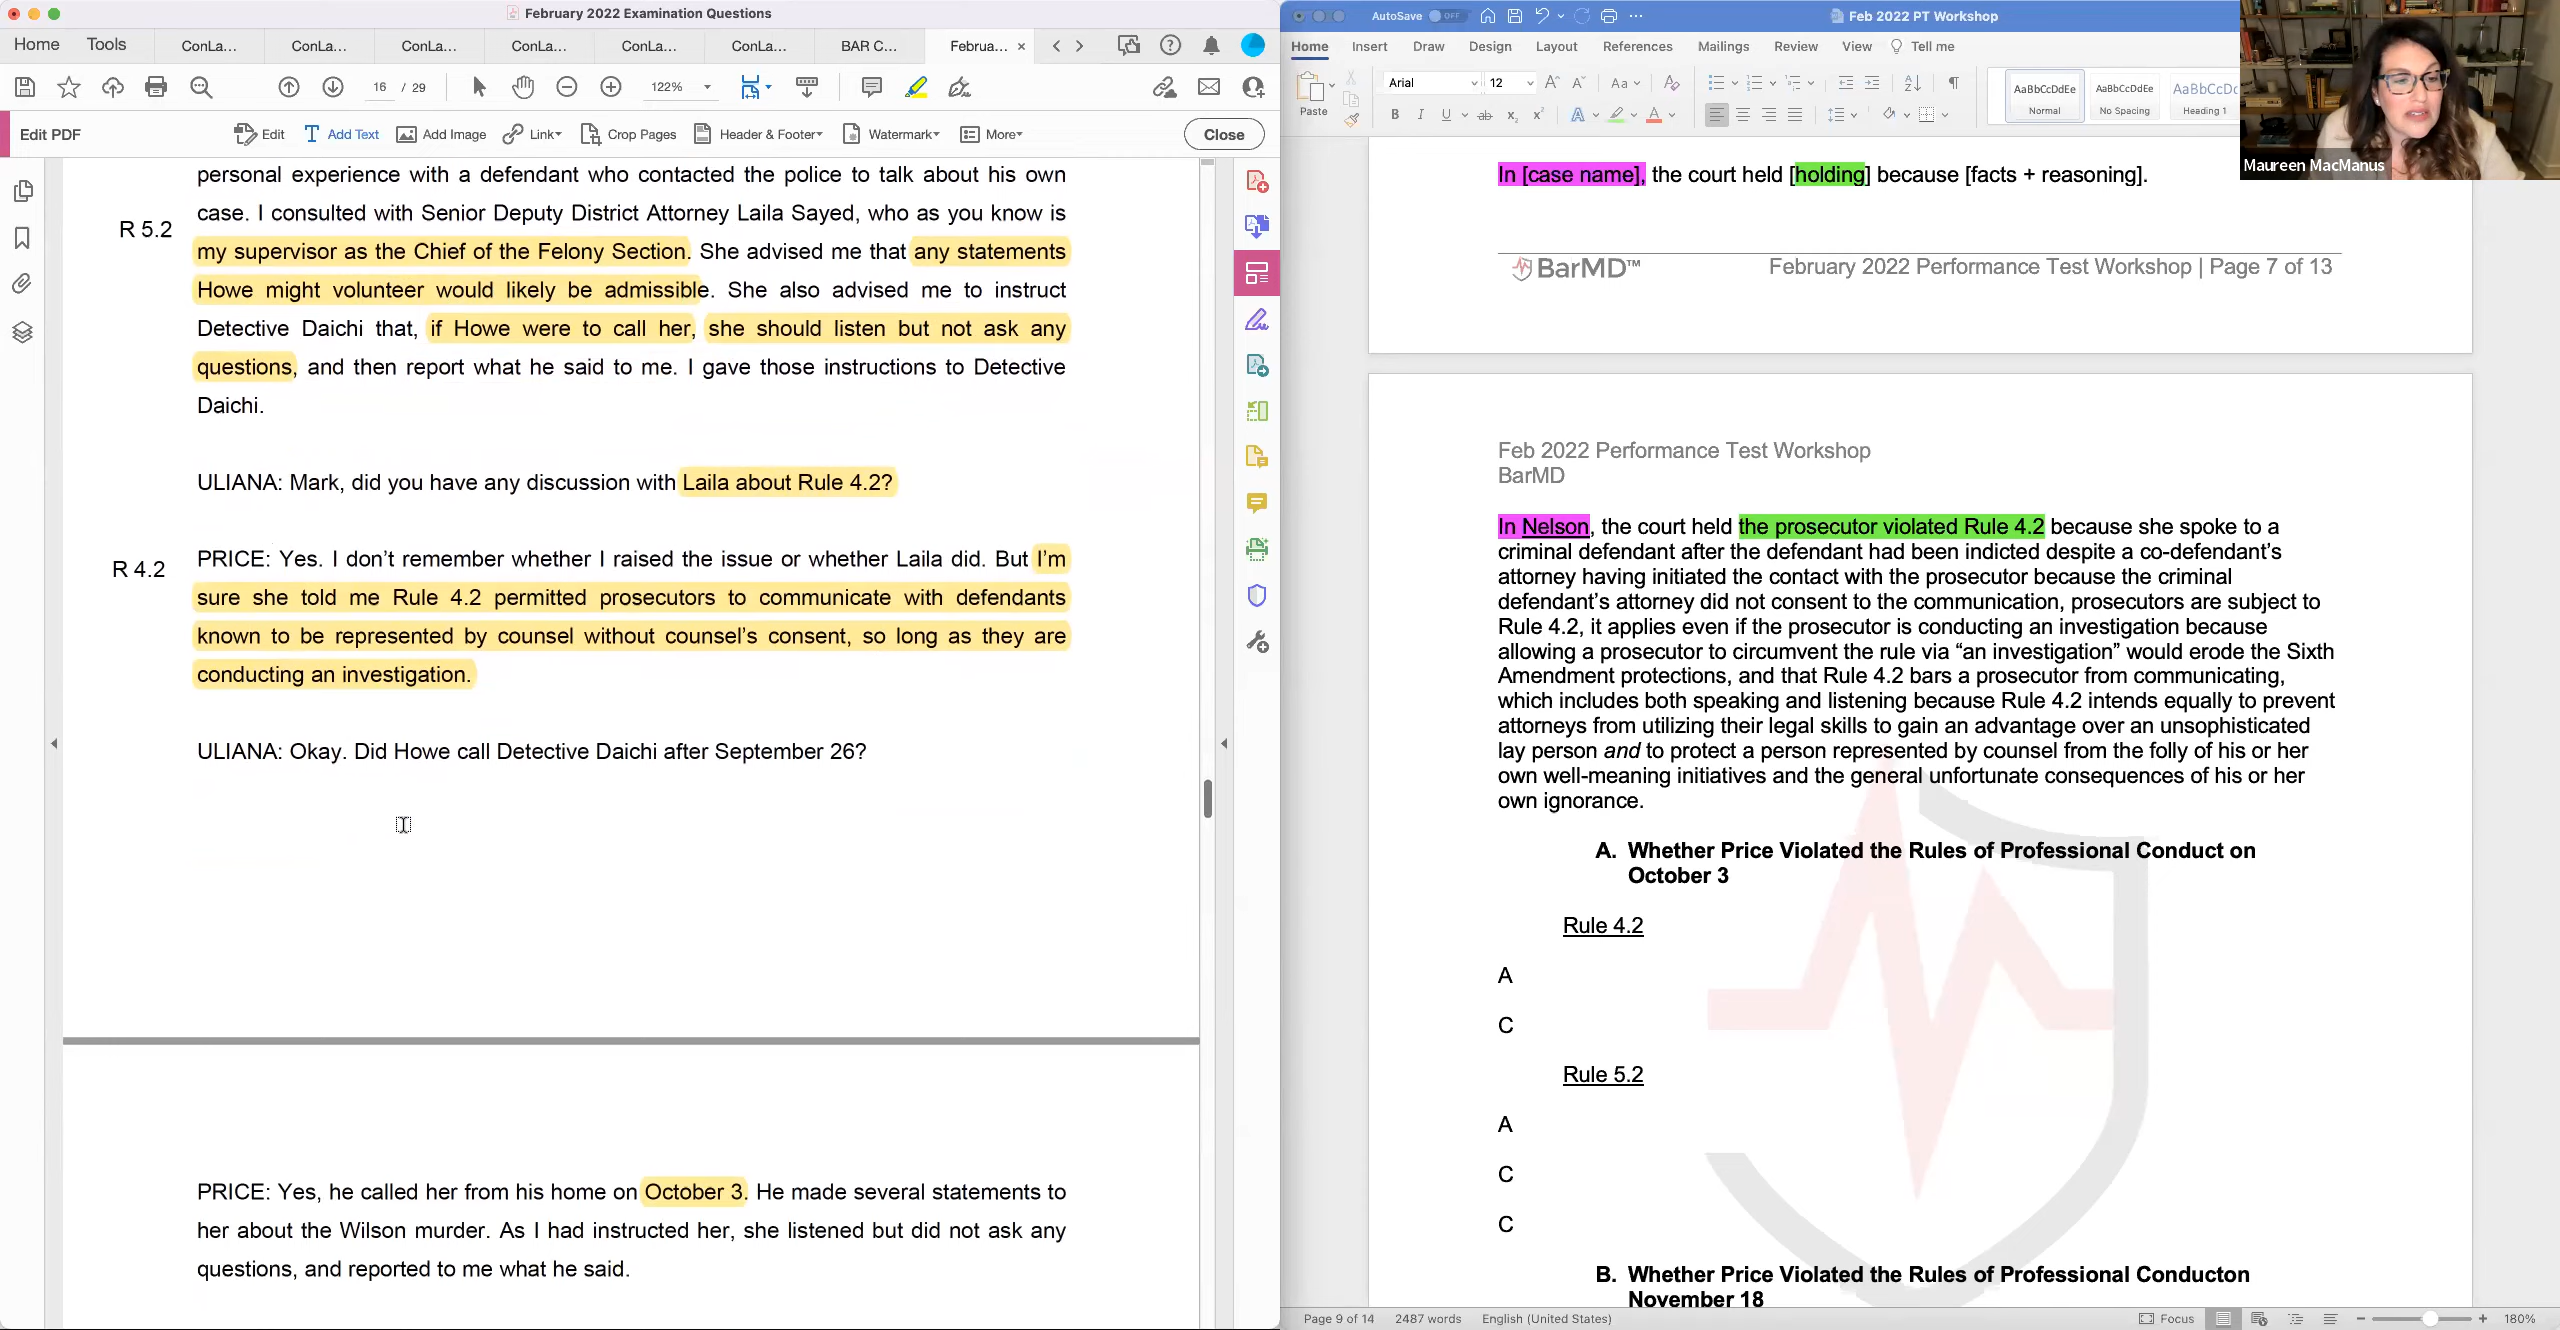 February 2022 Examination Questions
Home Tools ConLa... ConLa... ConLa... ConLa... ConLa... ConLa... BAR C... Februa... ×
16 / 29 122%
Edit PDF Edit Add Text Add Image Link Crop Pages Header & Footer Watermark More Close
personal experience with a defendant who contacted the police to talk about his own
case. I consulted with Senior Deputy District Attorney Laila Sayed, who as you know is
R 5.2
my supervisor as the Chief of the Felony Section. She advised me that any statements
Howe might volunteer would likely be admissible. She also advised me to instruct
Detective Daichi that, if Howe were to call her, she should listen but not ask any
questions, and then report what he said to me. I gave those instructions to Detective
Daichi.
ULIANA: Mark, did you have any discussion with Laila about Rule 4.2?
R 4.2
PRICE: Yes. I don't remember whether I raised the issue or whether Laila did. But I'm
sure she told me Rule 4.2 permitted prosecutors to communicate with defendants
known to be represented by counsel without counsel's consent, so long as they are
conducting an investigation.
ULIANA: Okay. Did Howe call Detective Daichi after September 26?
PRICE: Yes, he called her from his home on October 3. He made several statements to
her about the Wilson murder. As I had instructed her, she listened but did not ask any
questions, and reported to me what he said.
AutoSave OFF Feb 2022 PT Workshop
Home Insert Draw Design Layout References Mailings Review View Tell me
Paste Arial 12 Aa
B I U ab x₂ x² A A
AaBbCcDdEe AaBbCcDdEe AaBbCcDc
Normal No Spacing Heading 1
Maureen MacManus
In [case name], the court held [holding] because [facts + reasoning].
BarMD™ February 2022 Performance Test Workshop | Page 7 of 13
Feb 2022 Performance Test Workshop
BarMD
In Nelson, the court held the prosecutor violated Rule 4.2 because she spoke to a
criminal defendant after the defendant had been indicted despite a co-defendant's
attorney having initiated the contact with the prosecutor because the criminal
defendant's attorney did not consent to the communication, prosecutors are subject to
Rule 4.2, it applies even if the prosecutor is conducting an investigation because
allowing a prosecutor to circumvent the rule via "an investigation" would erode the Sixth
Amendment protections, and that Rule 4.2 bars a prosecutor from communicating,
which includes both speaking and listening because Rule 4.2 intends equally to prevent
attorneys from utilizing their legal skills to gain an advantage over an unsophisticated
lay person and to protect a person represented by counsel from the folly of his or her
own well-meaning initiatives and the general unfortunate consequences of his or her
own ignorance.
A. Whether Price Violated the Rules of Professional Conduct on
October 3
Rule 4.2
A
C
Rule 5.2
A
C
C
B. Whether Price Violated the Rules of Professional Conducton
November 18
Page 9 of 14 2487 words English (United States) Focus 180%